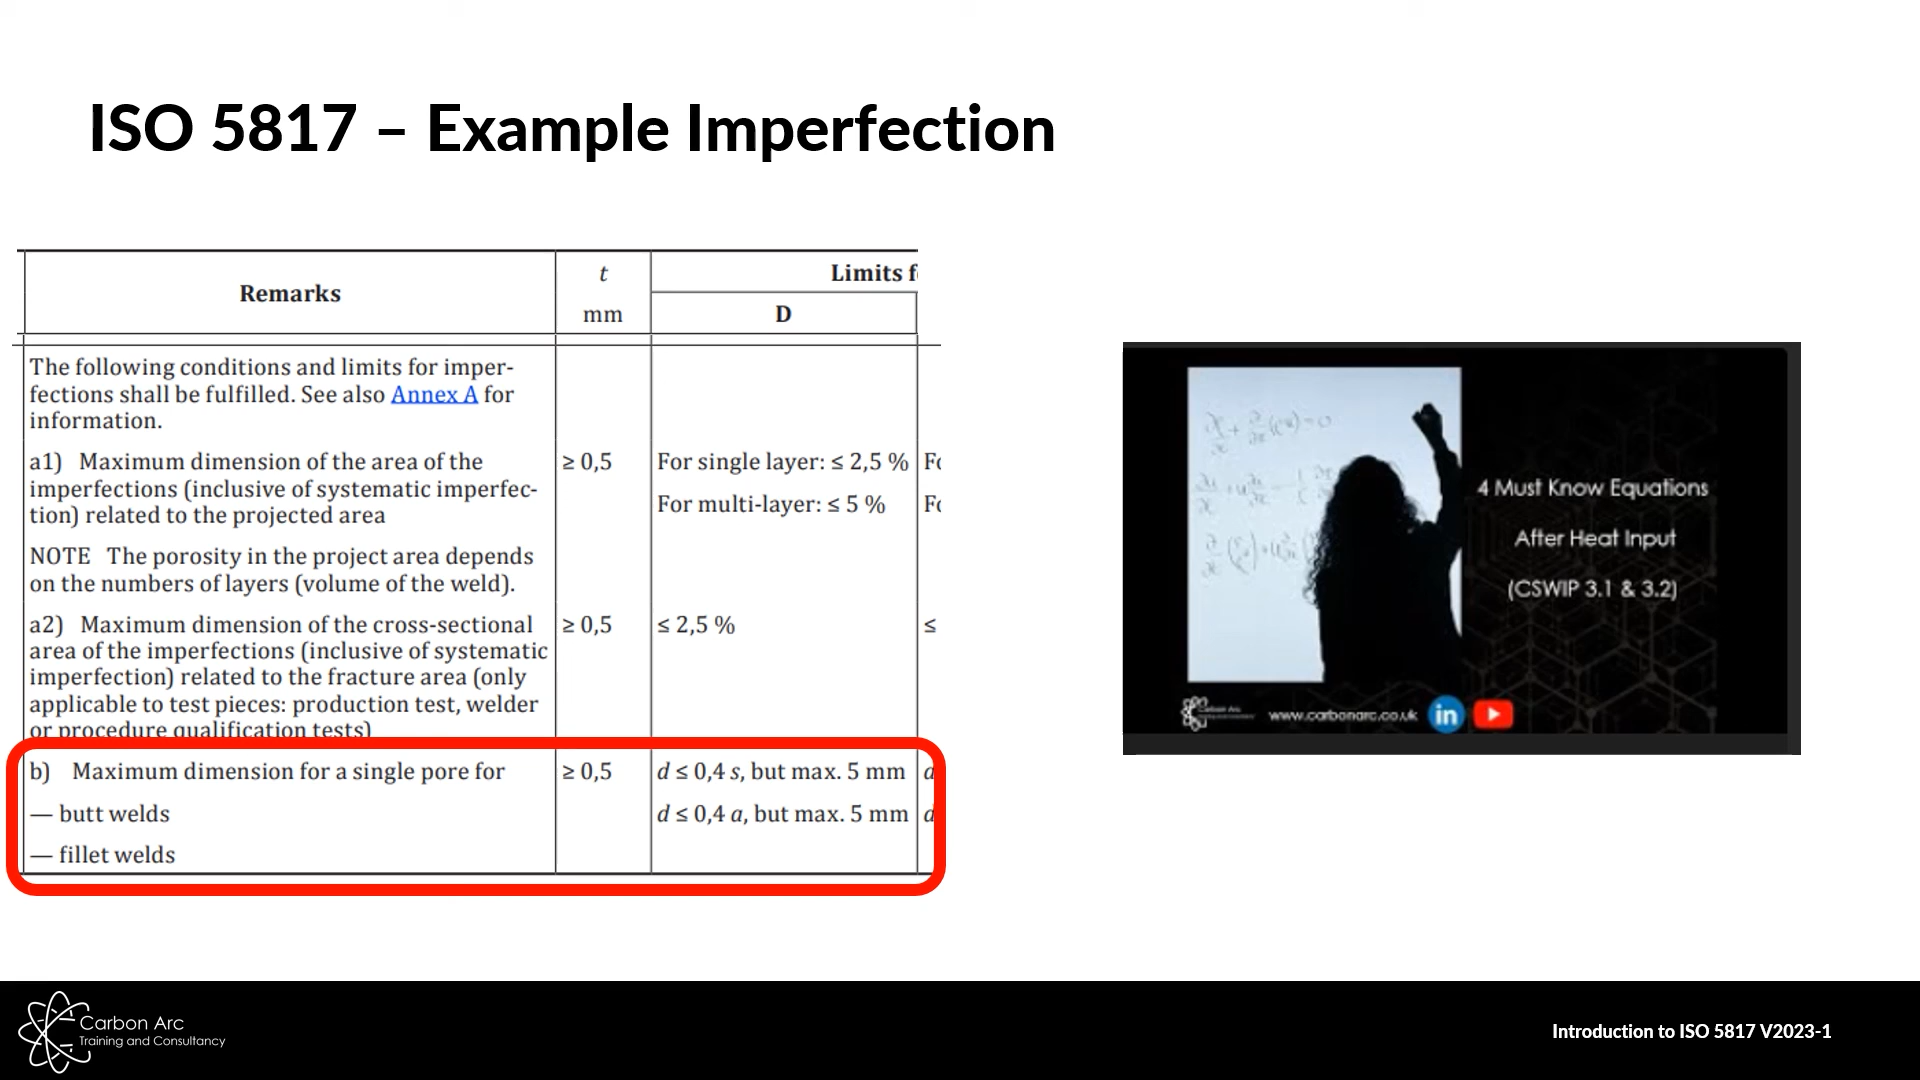 ISO 5817 – Example Imperfection
Remarks
t
mm
Limits f
D
The following conditions and limits for imper-
fections shall be fulfilled. See also Annex A for
information.
a1) Maximum dimension of the area of the
imperfections (inclusive of systematic imperfec-
tion) related to the projected area
≥ 0,5
For single layer: ≤ 2,5 %
For multi-layer: ≤ 5 %
NOTE The porosity in the project area depends
on the numbers of layers (volume of the weld).
a2) Maximum dimension of the cross-sectional
area of the imperfections (inclusive of systematic
imperfection) related to the fracture area (only
applicable to test pieces: production test, welder
or procedure qualification tests)
≥ 0,5
≤ 2,5 %
≤
b) Maximum dimension for a single pore for
— butt welds
— fillet welds
≥ 0,5
d ≤ 0,4 s, but max. 5 mm
d ≤ 0,4 a, but max. 5 mm
d
4 Must Know Equations
After Heat Input
(CSWIP 3.1 & 3.2)
Carbon Arc
www.carbonarc.co.uk
in
Carbon Arc
Training and Consultancy
Introduction to ISO 5817 V2023-1